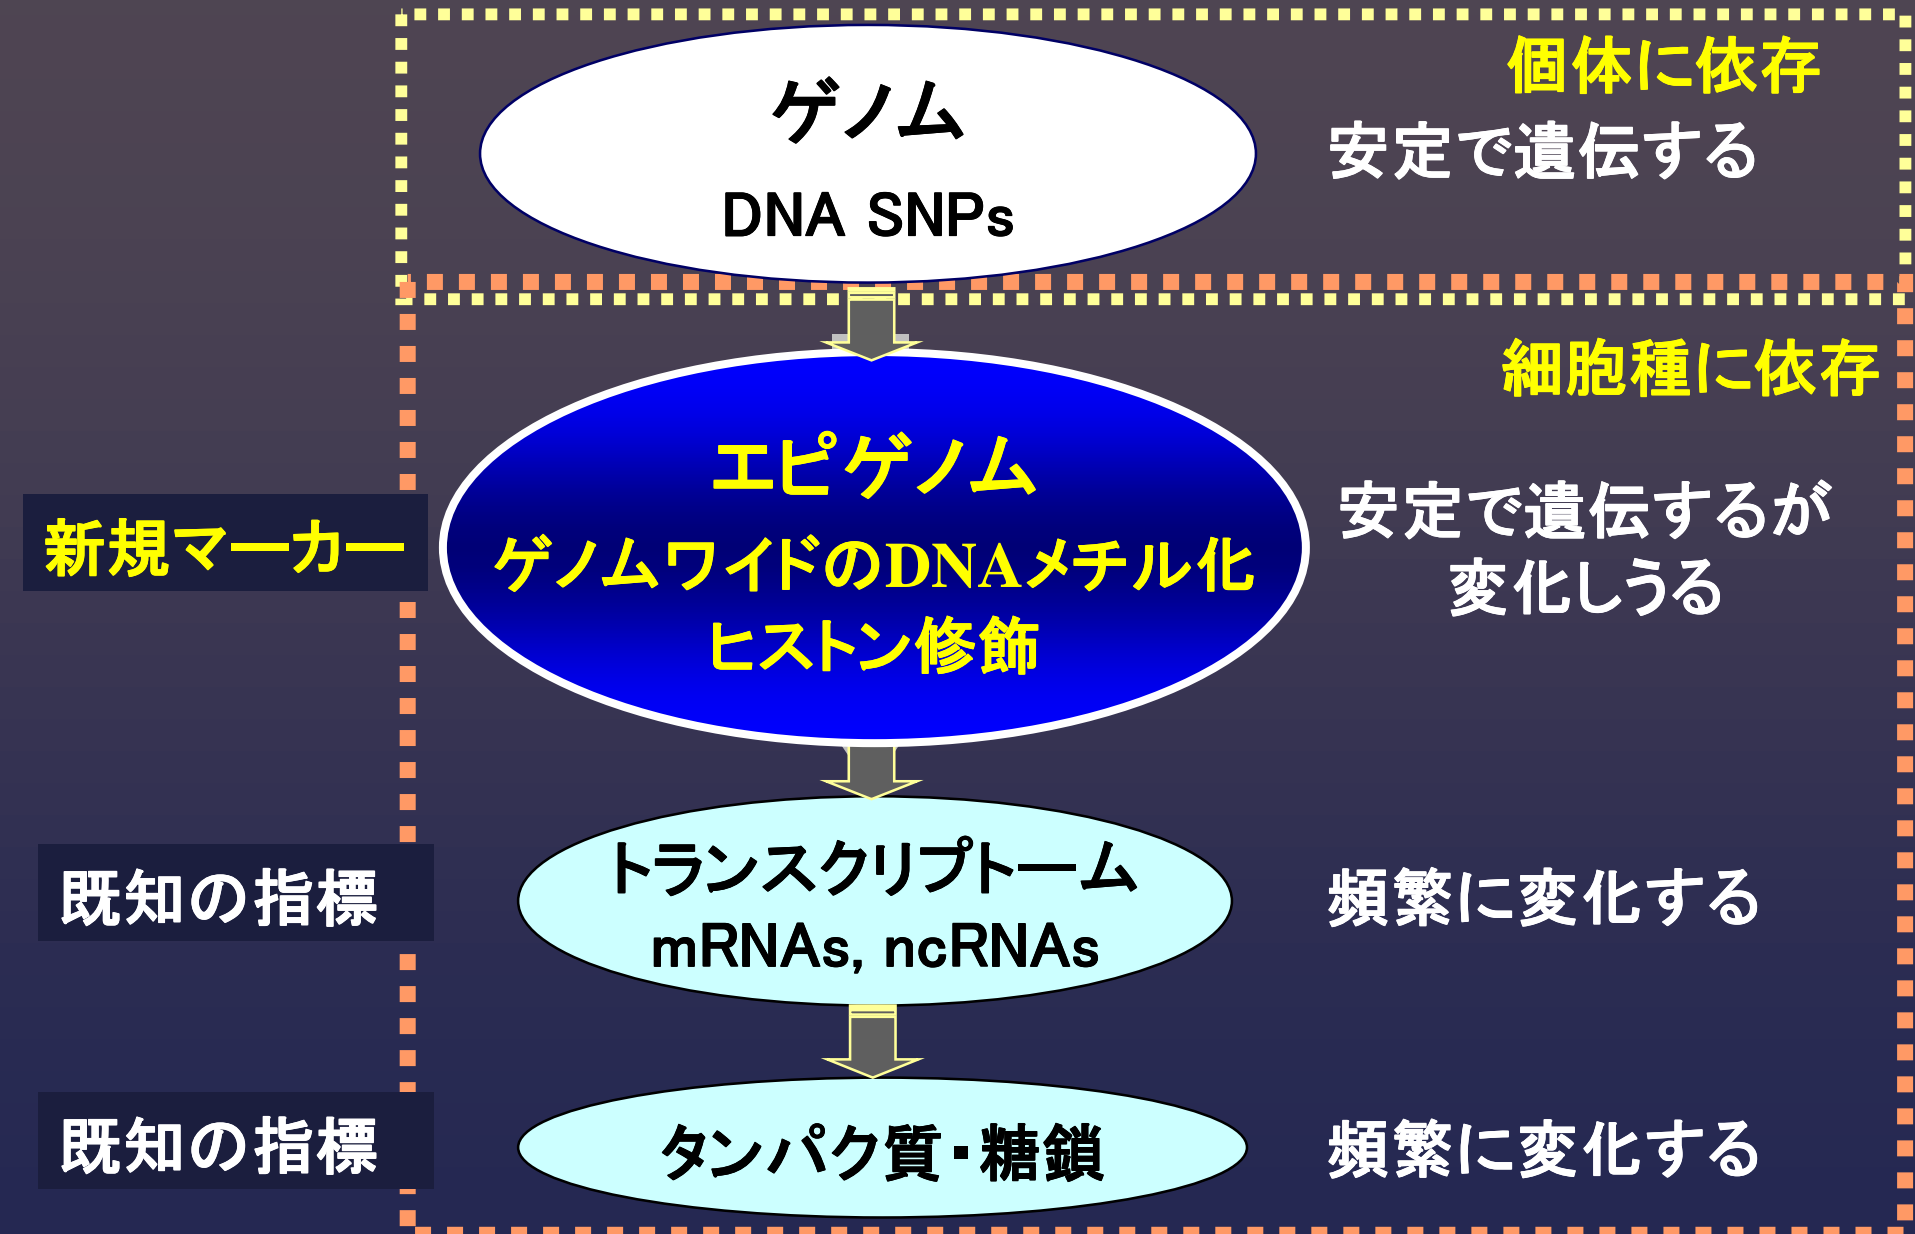 個体に依存
ゲノム
安定で遺伝する
DNA SNPs
細胞種に依存
エピゲノム
新規マーカー
ゲノムワイドのDNAメチル化
ヒストン修飾
安定で遺伝するが
変化しうる
トランスクリプトーム
mRNAs, ncRNAs
既知の指標
頻繁に変化する
既知の指標
タンパク質・糖鎖
頻繁に変化する